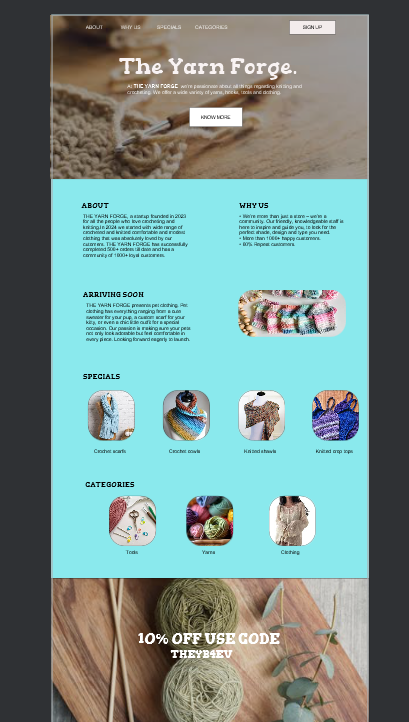 ABOUT YARN US SPECIALS CATEGORIES SIGN UP
The Yarn Forge.
At THE YARN FORGE, we're passionate about all things regarding knitting and
crocheting. We offer a wide variety of yarns, hooks, tools and clothing.
KNOW MORE
ABOUT
THE YARN FORGE, a startup founded in 2023
for all the people who love crocheting and
knitting.In 2024 we started with wide range of
crocheted and knitted comfortable and modest
clothing that was absolutely loved by our
customers. THE YARN FORGE has successfully
completed 500+ orders till date and has a
community of 1000+ loyal customers.
WHY US
• We're more than just a store – we're a
community. Our friendly, knowledgeable staff is
here to inspire and guide you, to look for the
perfect shade, design and type you need.
• More than 1000+ happy customers.
• 90% Repeat customers.
ARRIVING SOON
THE YARN FORGE presents pet clothing. Pet
clothing has everything ranging from a cute
sweater for your pup, a custom scarf for your
kitty, or even a chic little outfit for a special
occasion. Our passion is making sure your pets
not only look adorable but feel comfortable in
every piece. Looking forward eagerly to launch.
SPECIALS
Crochet scarfs Crochet cowls Knitted shawls Knitted crop tops
CATEGORIES
Tools Yarns Clothing
10% OFF USE CODE
THEYB4EU